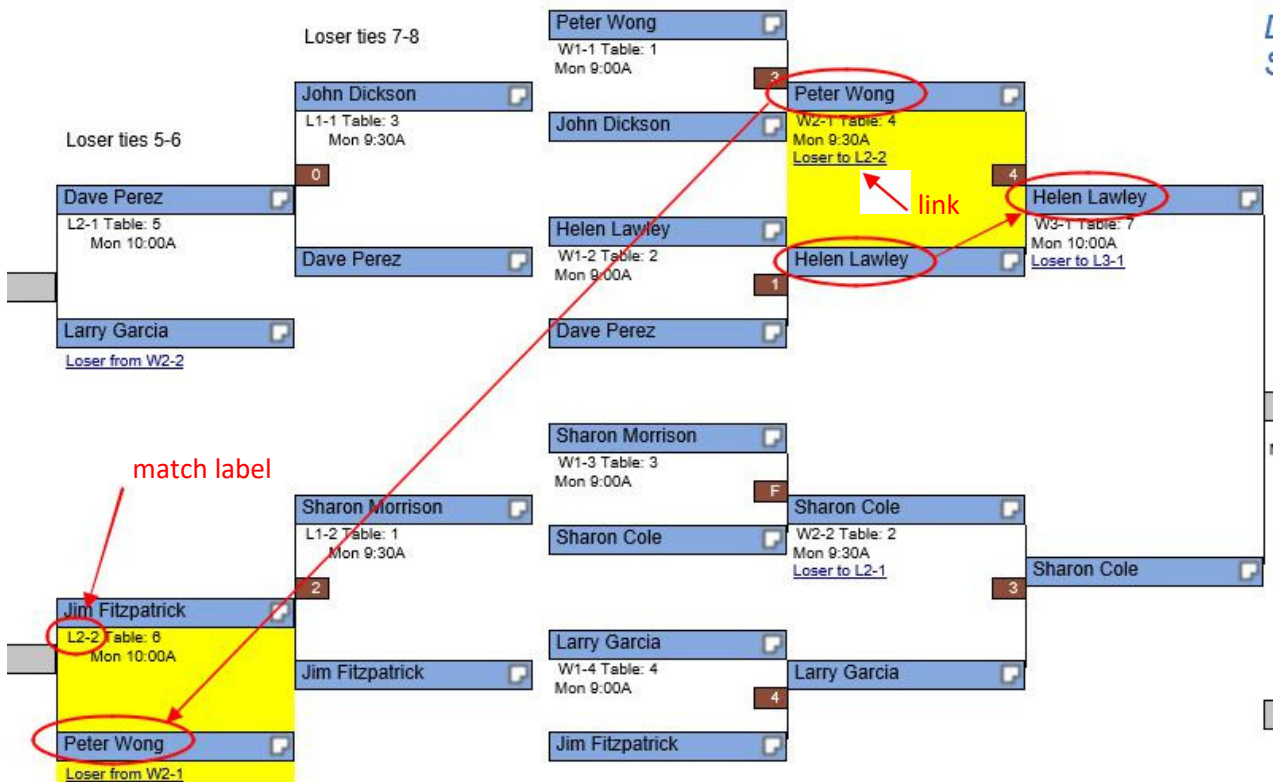 Loser ties 5-6
Dave Perez
L2-1 Table: 5
Mon 10:00A
Larry Garcia
Loser from W2-2
match label
Jim Fitzpatrick
L2-2 Table: 6
Mon 10:00A
Peter Wong
Loser from W2-1
Loser ties 7-8
John Dickson
L1-1 Table: 3
Mon 9:30A
0
Dave Perez
Sharon Morrison
L1-2 Table: 1
Mon 9:30A
2
Jim Fitzpatrick
Peter Wong
W1-1 Table: 1
Mon 9:00A
3
John Dickson
Helen Lawley
W1-2 Table: 2
Mon 9:00A
1
Dave Perez
Sharon Morrison
W1-3 Table: 3
Mon 9:00A
F
Sharon Cole
Larry Garcia
W1-4 Table: 4
Mon 9:00A
4
Jim Fitzpatrick
Peter Wong
W2-1 Table: 4
Mon 9:30A
Loser to L2-2
4
link
Helen Lawley
Sharon Cole
W2-2 Table: 2
Mon 9:30A
Loser to L2-1
3
Larry Garcia
Helen Lawley
W3-1 Table: 7
Mon 10:00A
Loser to L3-1
Sharon Cole